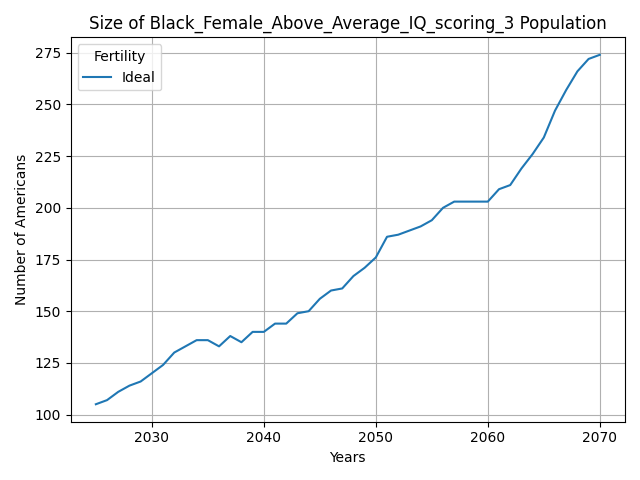 Size of Black_Female_Above_Average_IQ_scoring_3 Population
Fertility
Ideal
Number of Americans
275
250
225
200
175
150
125
100
2030 2040 2050 2060 2070
Years